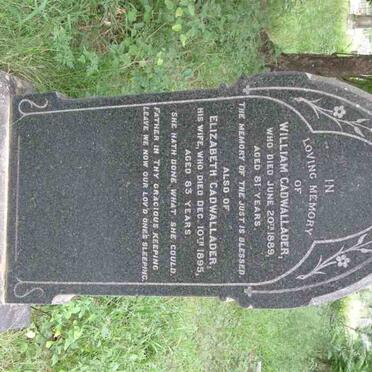 IN
LOVING MEMORY
OF
WILLIAM CADWALLADER,
WHO DIED JUNE 20TH 1889,
AGED 81 YEARS
THE MEMORY OF THE JUST IS BLESSED
ALSO OF
ELIZABETH CADWALLADER,
HIS WIFE, WHO DIED DEC. 10TH 1895,
AGED 83 YEARS
SHE HATH DONE, WHAT SHE COULD.
FATHER IN THY GRACIOUS KEEPING
LEAVE WE NOW OUR LOV'D ONE'S SLEEPING.